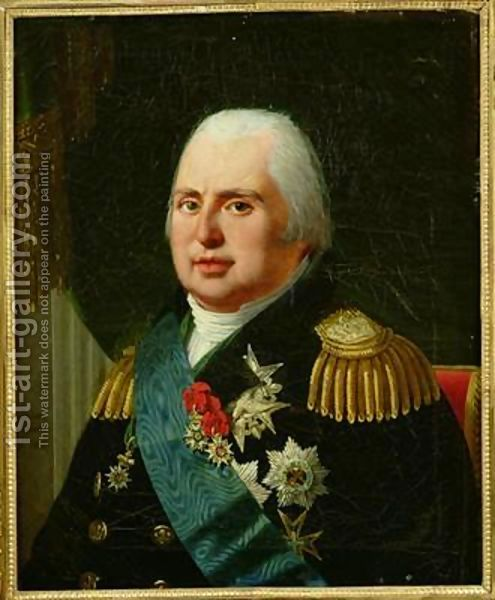 1st-art-gallery.com
This watermark does not appear on the painting